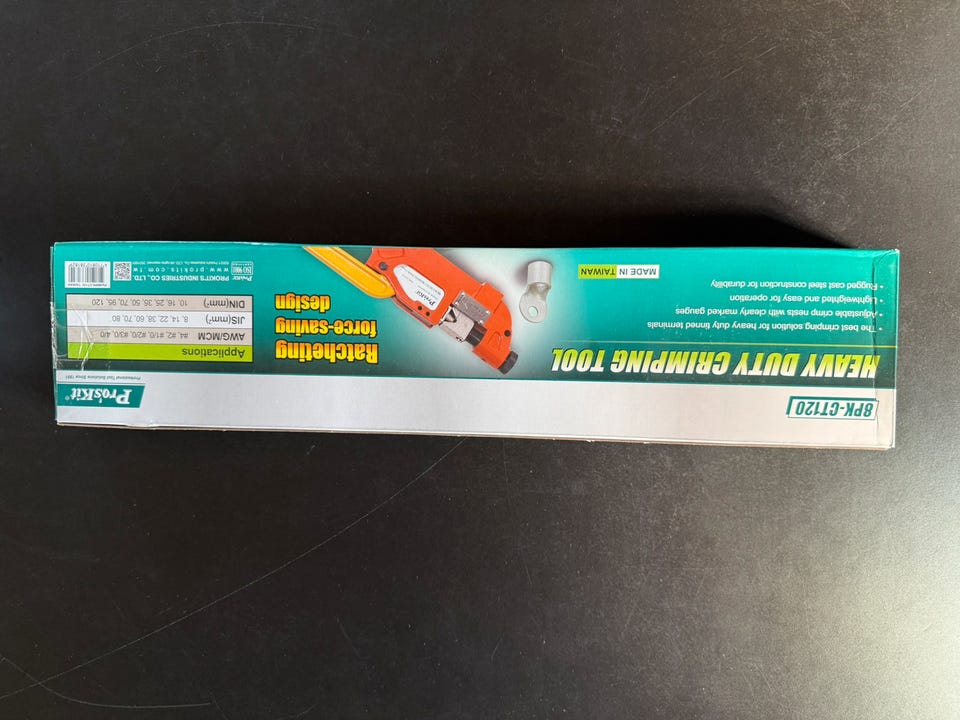 8PK-CT120
Pro'sKit®
Professional Tool Solutions Since 1991
HEAVY DUTY CRIMPING TOOL
• The best crimping solution for heavy duty tinned terminals
• Adjustable crimp nests with clearly marked gauges
• Lightweighted and easy for operation
• Rugged cast steel construction for durability
MADE IN TAIWAN
Pro'sKit
Ratcheting
force-saving
design
Applications
AWG/MCM #4, #2, #1/0, #2/0, #3/0, 4/0
JIS(mm²) 8, 14, 22, 38, 60, 70, 80
DIN(mm²) 10, 16, 25, 35, 50, 70, 95, 120
PROKIT'S INDUSTRIES CO., LTD.
www.prokits.com.tw